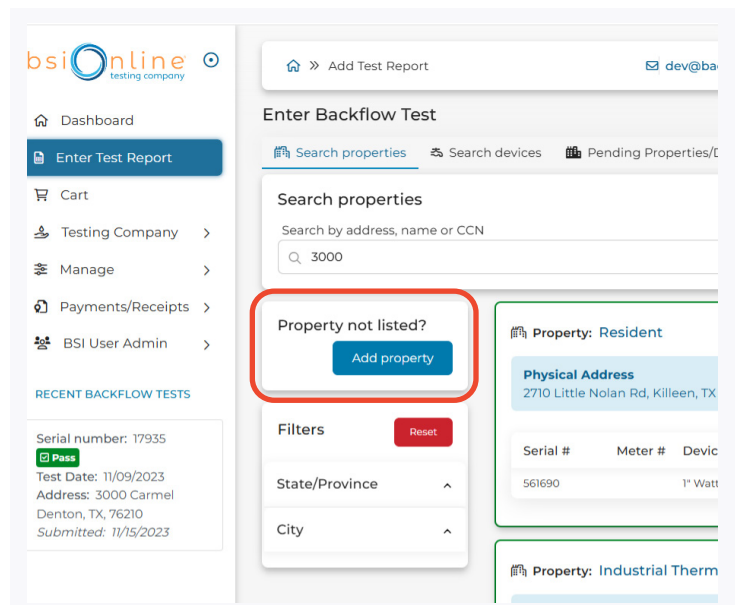 bsiOnline
testing company
Dashboard
Enter Test Report
Cart
Testing Company
Manage
Payments/Receipts
BSI User Admin
RECENT BACKFLOW TESTS
Serial number: 17935
Pass
Test Date: 11/09/2023
Address: 3000 Carmel
Denton, TX, 76210
Submitted: 11/15/2023
» Add Test Report
dev@ba
Enter Backflow Test
Search properties Search devices Pending Properties/D
Search properties
Search by address, name or CCN
3000
Property not listed?
Add property
Filters Reset
State/Province
City
Property: Resident
Physical Address
2710 Little Nolan Rd, Killeen, TX
Serial # Meter # Devic
561690 1" Watt
Property: Industrial Therm